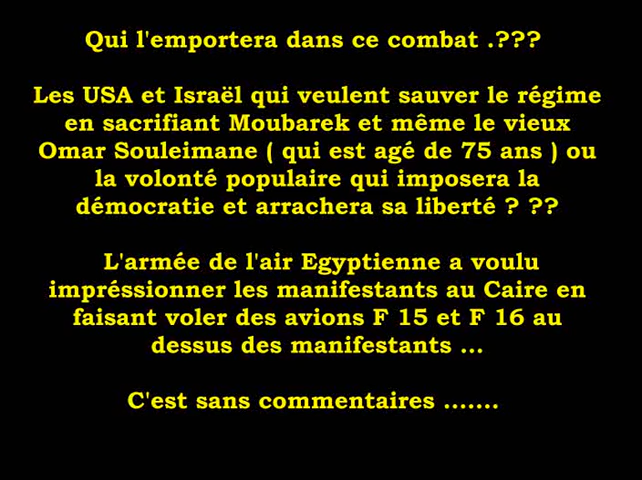 Qui l'emportera dans ce combat .???
Les USA et Israël qui veulent sauver le régime
en sacrifiant Moubarek et même le vieux
Omar Souleimane ( qui est agé de 75 ans ) ou
la volonté populaire qui imposera la
démocratie et arrachera sa liberté ? ??
L'armée de l'air Egyptienne a voulu
impréssionner les manifestants au Caire en
faisant voler des avions F 15 et F 16 au
dessus des manifestants ...
C'est sans commentaires .......